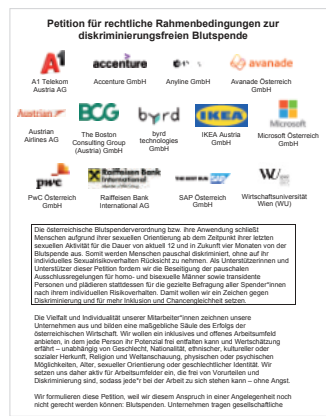 Petition für rechtliche Rahmenbedingungen zur
diskriminierungsfreien Blutspende
A1
accenture
avanade
A1 Telekom
Austria AG
Accenture GmbH
Anyline GmbH
Avanade Österreich
GmbH
Austrian
BCG
byrd
IKEA
Microsoft
Austrian
Airlines AG
The Boston
Consulting Group
(Austria) GmbH
byrd
technologies
GmbH
IKEA Austria
GmbH
Microsoft Österreich
GmbH
pwc
Raiffeisen Bank
International
THE BEST RUN SAP
WU
PwC Österreich
GmbH
Raiffeisen Bank
International AG
SAP Österreich
GmbH
Wirtschaftsuniversität
Wien (WU)
Die österreichische Blutspenderverordnung bzw. ihre Anwendung schließt
Menschen aufgrund ihrer sexuellen Orientierung ab dem Zeitpunkt ihrer letzten
sexuellen Aktivität für die Dauer von aktuell 12 und in Zukunft vier Monaten von der
Blutspende aus. Somit werden Menschen pauschal diskriminiert, ohne auf ihr
individuelles Sexualrisikoverhalten Rücksicht zu nehmen. Als Unterstützerinnen und
Unterstützer dieser Petition fordern wir die Beseitigung der pauschalen
Ausschlussregelungen für homo- und bisexuelle Männer sowie transidente
Personen und plädieren stattdessen für die gezielte Befragung aller Spender*innen
nach ihrem individuellen Risikoverhalten. Damit wollen wir ein Zeichen gegen
Diskriminierung und für mehr Inklusion und Chancengleichheit setzen.
Die Vielfalt und Individualität unserer Mitarbeiter*innen zeichnen unsere
Unternehmen aus und bilden eine maßgebliche Säule des Erfolges der
österreichischen Wirtschaft. Wir wollen ein inklusives und offenes Arbeitsumfeld
anbieten, in dem jede Person ihr Potenzial frei entfalten kann und Wertschätzung
erfährt – unabhängig von Geschlecht, Nationalität, ethnischer, kultureller oder
sozialer Herkunft, Religion und Weltanschauung, physischen oder psychischen
Möglichkeiten, Alter, sexueller Orientierung oder geschlechtlicher Identität. Wir
setzen uns daher aktiv für Arbeitsumfelder ein, die frei von Vorurteilen und
Diskriminierung sind, sodass jede*r bei der Arbeit zu sich stehen kann – ohne Angst.
Wir formulieren diese Petition, weil wir diesem Anspruch in einer Angelegenheit noch
nicht gerecht werden können: Blutspenden. Unternehmen tragen gesellschaftliche